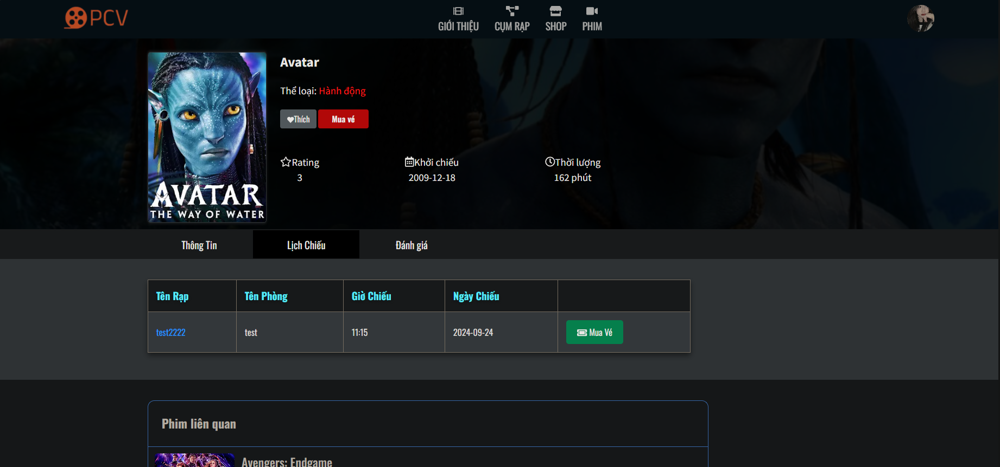 PCV
GIỚI THIỆU
CỤM RẠP
SHOP
PHIM
AVATAR
THE WAY OF WATER
Avatar
Thể loại: Hành động
Thích
Mua vé
Rating
3
Khởi chiếu
2009-12-18
Thời lượng
162 phút
Thông Tin
Lịch Chiếu
Đánh giá
Tên Rạp
Tên Phòng
Giờ Chiếu
Ngày Chiếu
test2222
test
11:15
2024-09-24
Mua Vé
Phim liên quan
Avengers: Endgame